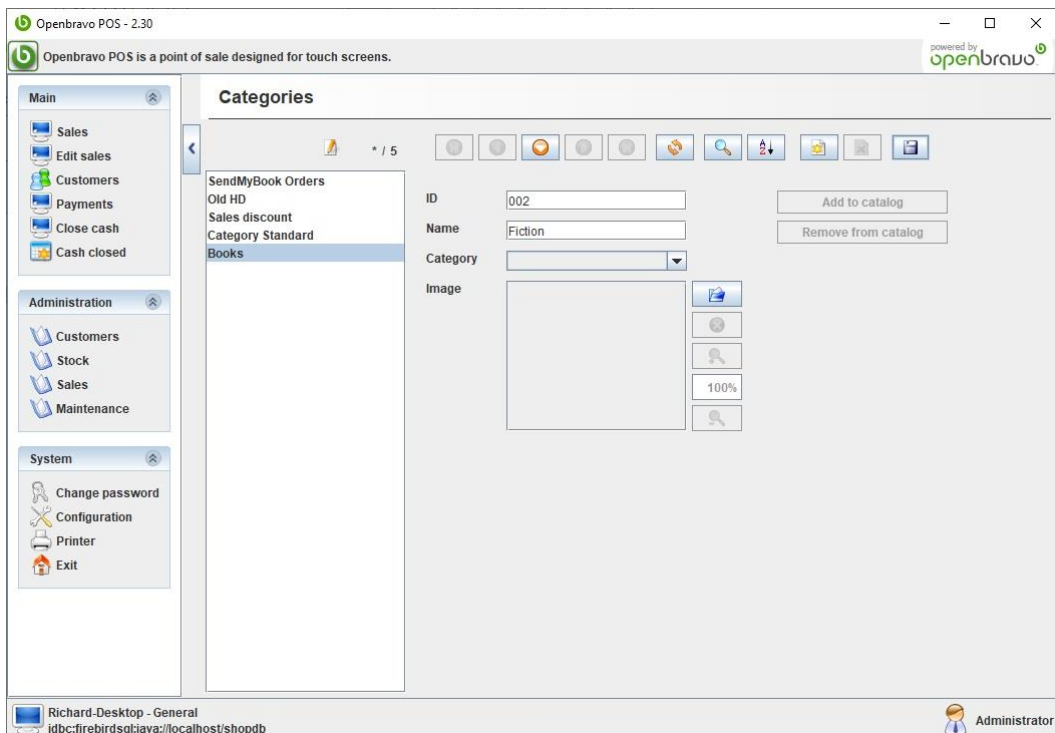 Openbravo POS - 2.30
Openbravo POS is a point of sale designed for touch screens.
powered by
openbravo
Main
Sales
Edit sales
Customers
Payments
Close cash
Cash closed
Administration
Customers
Stock
Sales
Maintenance
System
Change password
Configuration
Printer
Exit
Categories
* / 5
SendMyBook Orders
Old HD
Sales discount
Category Standard
Books
ID
002
Name
Fiction
Category
Image
100%
Add to catalog
Remove from catalog
Richard-Desktop - General
jdbc:firebirdsql:java://localhost/shopdb
Administrator